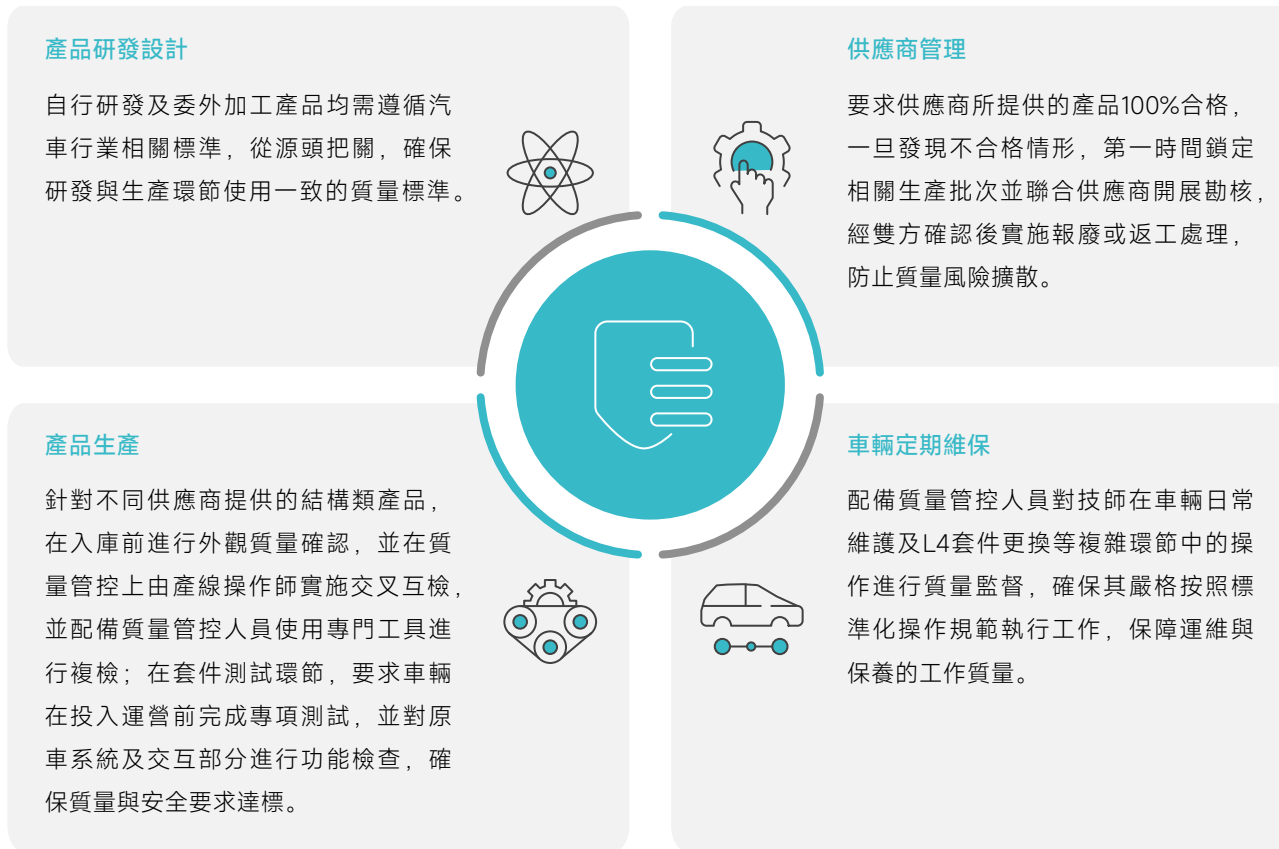 產品研發設計
自行研發及委外加工產品均需遵循汽
車行業相關標準，從源頭把關，確保
研發與生產環節使用一致的質量標準。
供應商管理
要求供應商所提供的產品100%合格，
一旦發現不合格情形，第一時間鎖定
相關生產批次並聯合供應商開展勘核，
經雙方確認後實施報廢或返工處理，
防止質量風險擴散。
產品生產
針對不同供應商提供的結構類產品，
在入庫前進行外觀質量確認，並在質
量管控上由產線操作師實施交叉互檢，
並配備質量管控人員使用專門工具進
行複檢；在套件測試環節，要求車輛
在投入運營前完成專項測試，並對原
車系統及交互部分進行功能檢查，確
保質量與安全要求達標。
車輛定期維保
配備質量管控人員對技師在車輛日常
維護及L4套件更換等複雜環節中的操
作進行質量監督，確保其嚴格按照標
準化操作規範執行工作，保障運維與
保養的工作質量。